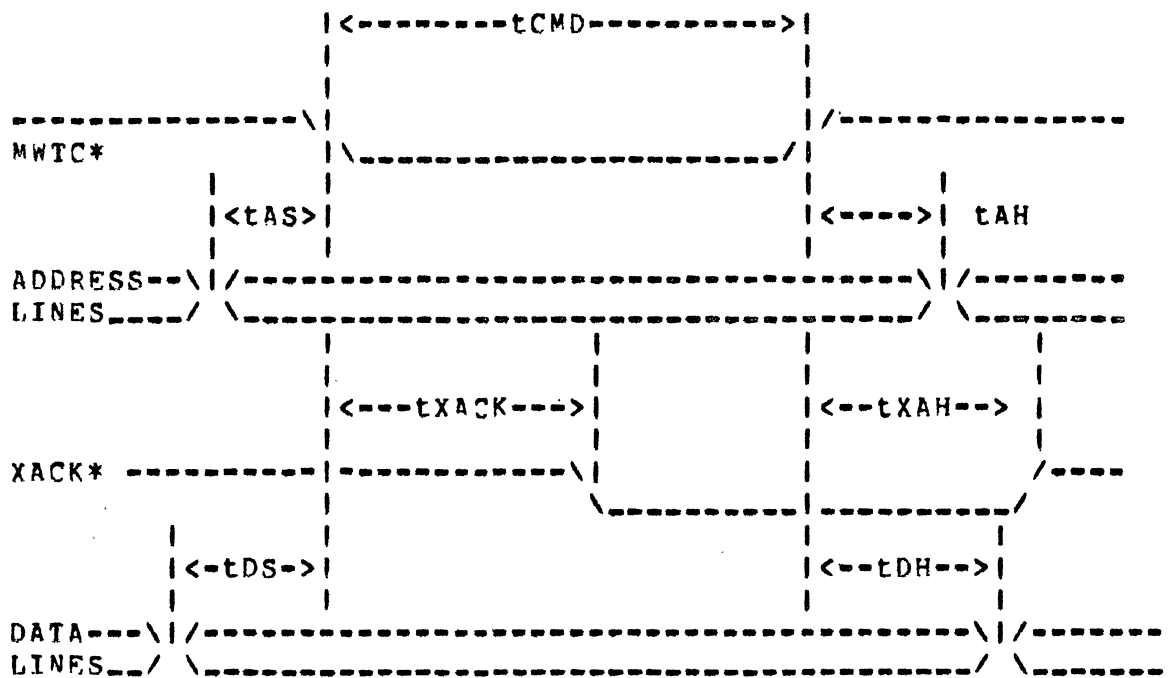 tCMD
MWTC*
tAS tAH
ADDRESS
LINES
tXACK tXAH
XACK*
tDS tDH
DATA
LINES